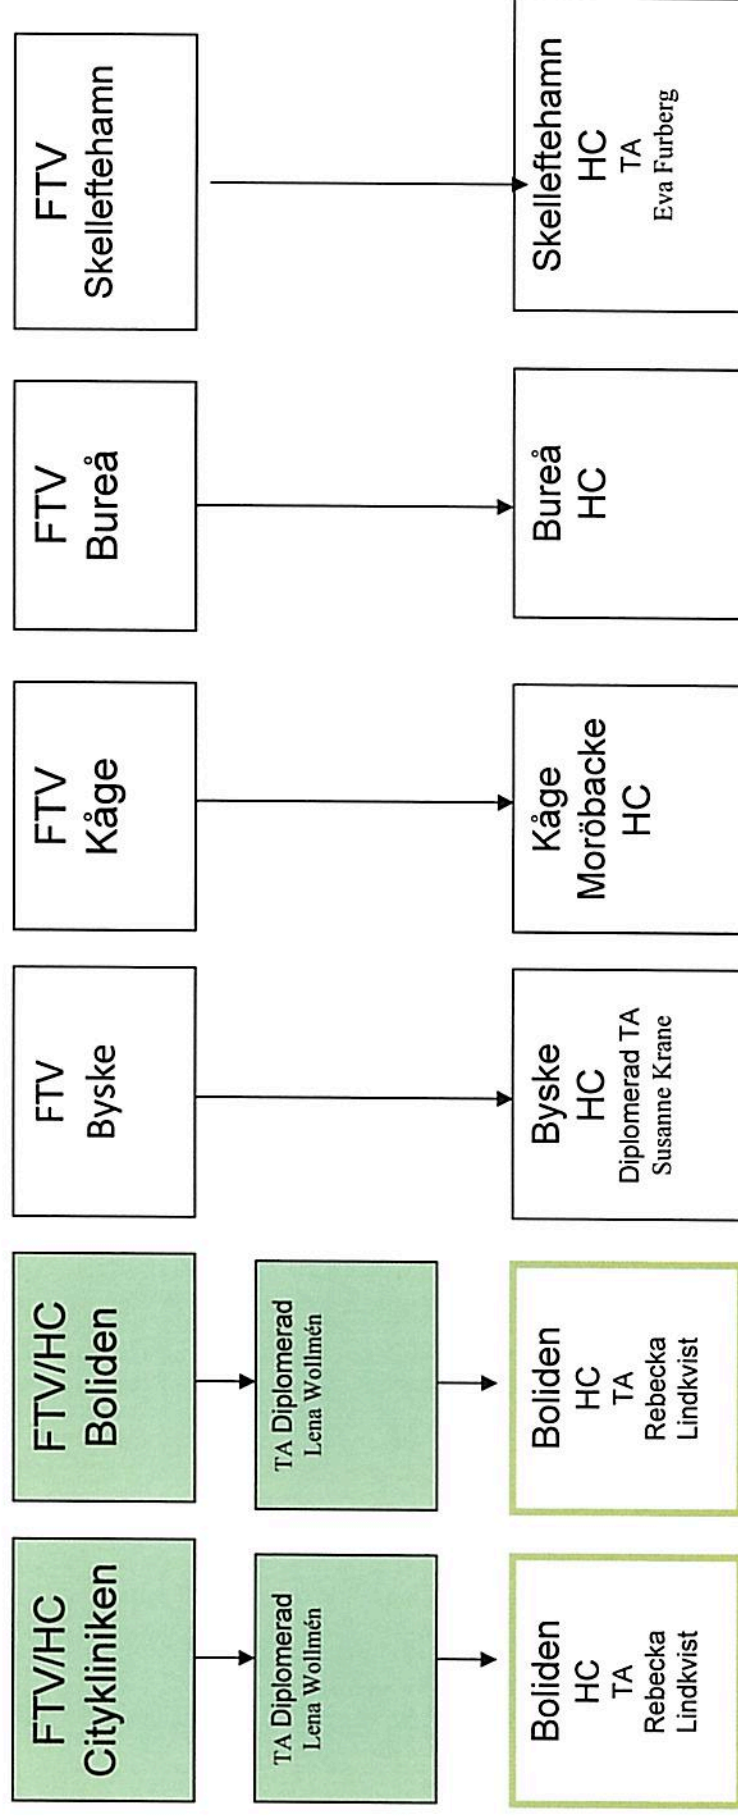 FTV/HC
Citykliniken
FTV/HC
Boliden
FTV
Byske
FTV
Kåge
FTV
Bureå
FTV
Skelleftehamn
TA Diplomerad
Lena Wollmén
TA Diplomerad
Lena Wollmén
Boliden
HC
TA
Rebecka
Lindkvist
Boliden
HC
TA
Rebecka
Lindkvist
Byske
HC
Diplomerad TA
Susanne Krane
Kåge
Moröbacke
HC
Bureå
HC
Skelleftehamn
HC
TA
Eva Furberg